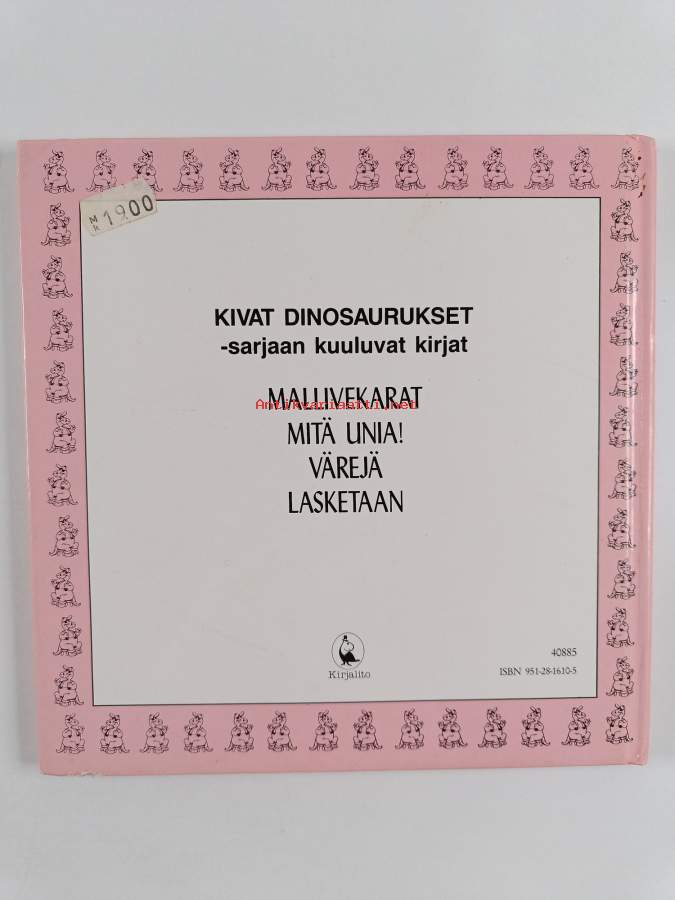 Mk 19.00
KIVAT DINOSAURUKSET
-sarjaan kuuluvat kirjat
MALLIVEKARAT
Antikvariaatti.net
MITÄ UNIA!
VÄREJÄ
LASKETAAN
Kirjalito
40885
ISBN 951-28-1610-5